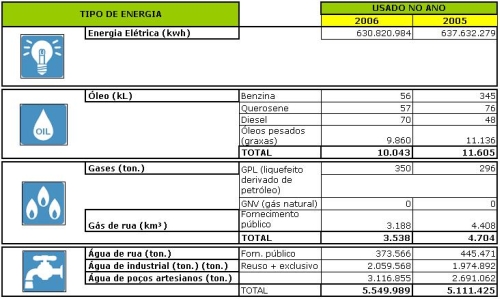 TIPO DE ENERGIA USADO NO ANO
2006 2005
Energia Elétrica (kwh) 630.820.984 637.632.279
Óleo (kL) Benzina 56 345
Querosene 57 76
Diesel 70 48
OIL
Óleos pesados
(graxas) 9.860 11.136
TOTAL 10.043 11.605
Gases (ton.) GPL (liquefeito 350 296
derivado de
petróleo)
GNV (gás natural) 0 0
Gás de rua (km³) Fornecimento
público 3.188 4.408
TOTAL 3.538 4.704
Água de rua (ton.) Forn. público 373.566 445.471
Água de industrial (ton.) (ton.) Reuso + exclusivo 2.059.568 1.974.892
Água de poços artesianos (ton.) 3.116.855 2.691.062
TOTAL 5.549.989 5.111.425